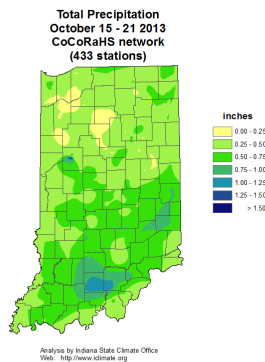 Total Precipitation
October 15 - 21 2013
CoCoRaHS network
(433 stations)
inches
0.00 - 0.25
0.25 - 0.50
0.50 - 0.75
0.75 - 1.00
1.00 - 1.25
1.25 - 1.50
> 1.50
Analysis by Indiana State Climate Office
Web: http://www.iclimate.org